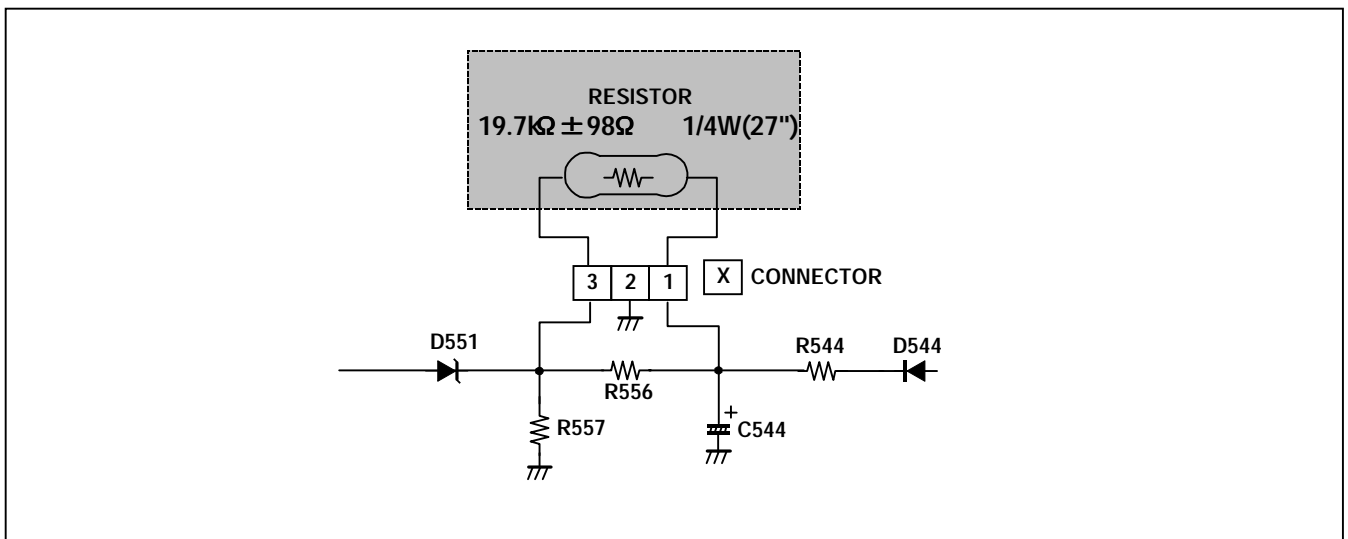 RESISTOR
19.7kΩ ±98Ω 1/4W(27")
3 2 1
X CONNECTOR
D551
R544 D544
R556
R557
+
C544